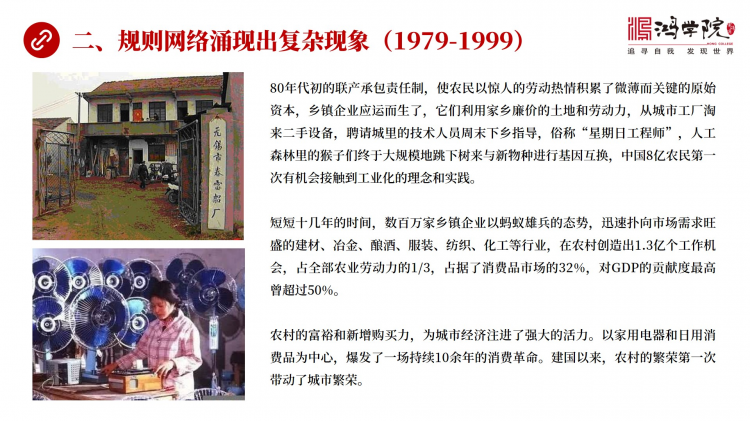 二、规则网络涌现出复杂现象（1979-1999）
鸿学院
HONG COLLEGE
追寻自我 发现世界
80年代初的联产承包责任制，使农民以惊人的劳动热情积累了微薄而关键的原始
资本，乡镇企业应运而生了，它们利用家乡廉价的土地和劳动力，从城市工厂淘
来二手设备，聘请城里的技术人员周末下乡指导，俗称“星期日工程师”，人工
森林里的猴子们终于大规模地跳下树来与新物种进行基因互换，中国8亿农民第一
次有机会接触到工业化的理念和实践。
无锡市春雷船厂
短短十几年的时间，数百万家乡镇企业以蚂蚁雄兵的态势，迅速扑向市场需求旺
盛的建材、冶金、酿酒、服装、纺织、化工等行业，在农村创造出1.3亿个工作机
会，占全部农业劳动力的1/3，占据了消费品市场的32%，对GDP的贡献度最高
曾超过50%。
农村的富裕和新增购买力，为城市经济注进了强大的活力。以家用电器和日用消
费品为中心，爆发了一场持续10余年的消费革命。建国以来，农村的繁荣第一次
带动了城市繁荣。